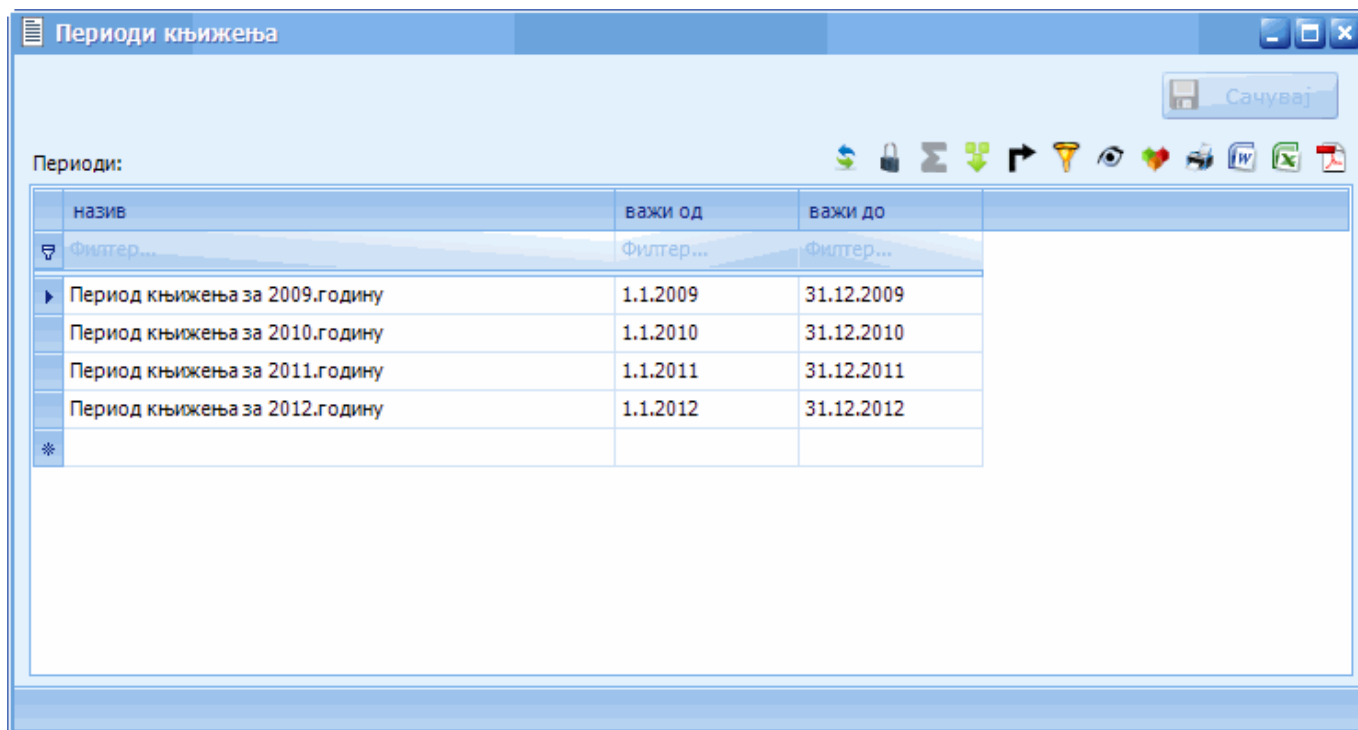 Периоди књижења
Сачувај
Периоди:
назив важи од важи до
Филтер... Филтер... Филтер...
Период књижења за 2009.годину 1.1.2009 31.12.2009
Период књижења за 2010.годину 1.1.2010 31.12.2010
Период књижења за 2011.годину 1.1.2011 31.12.2011
Период књижења за 2012.годину 1.1.2012 31.12.2012